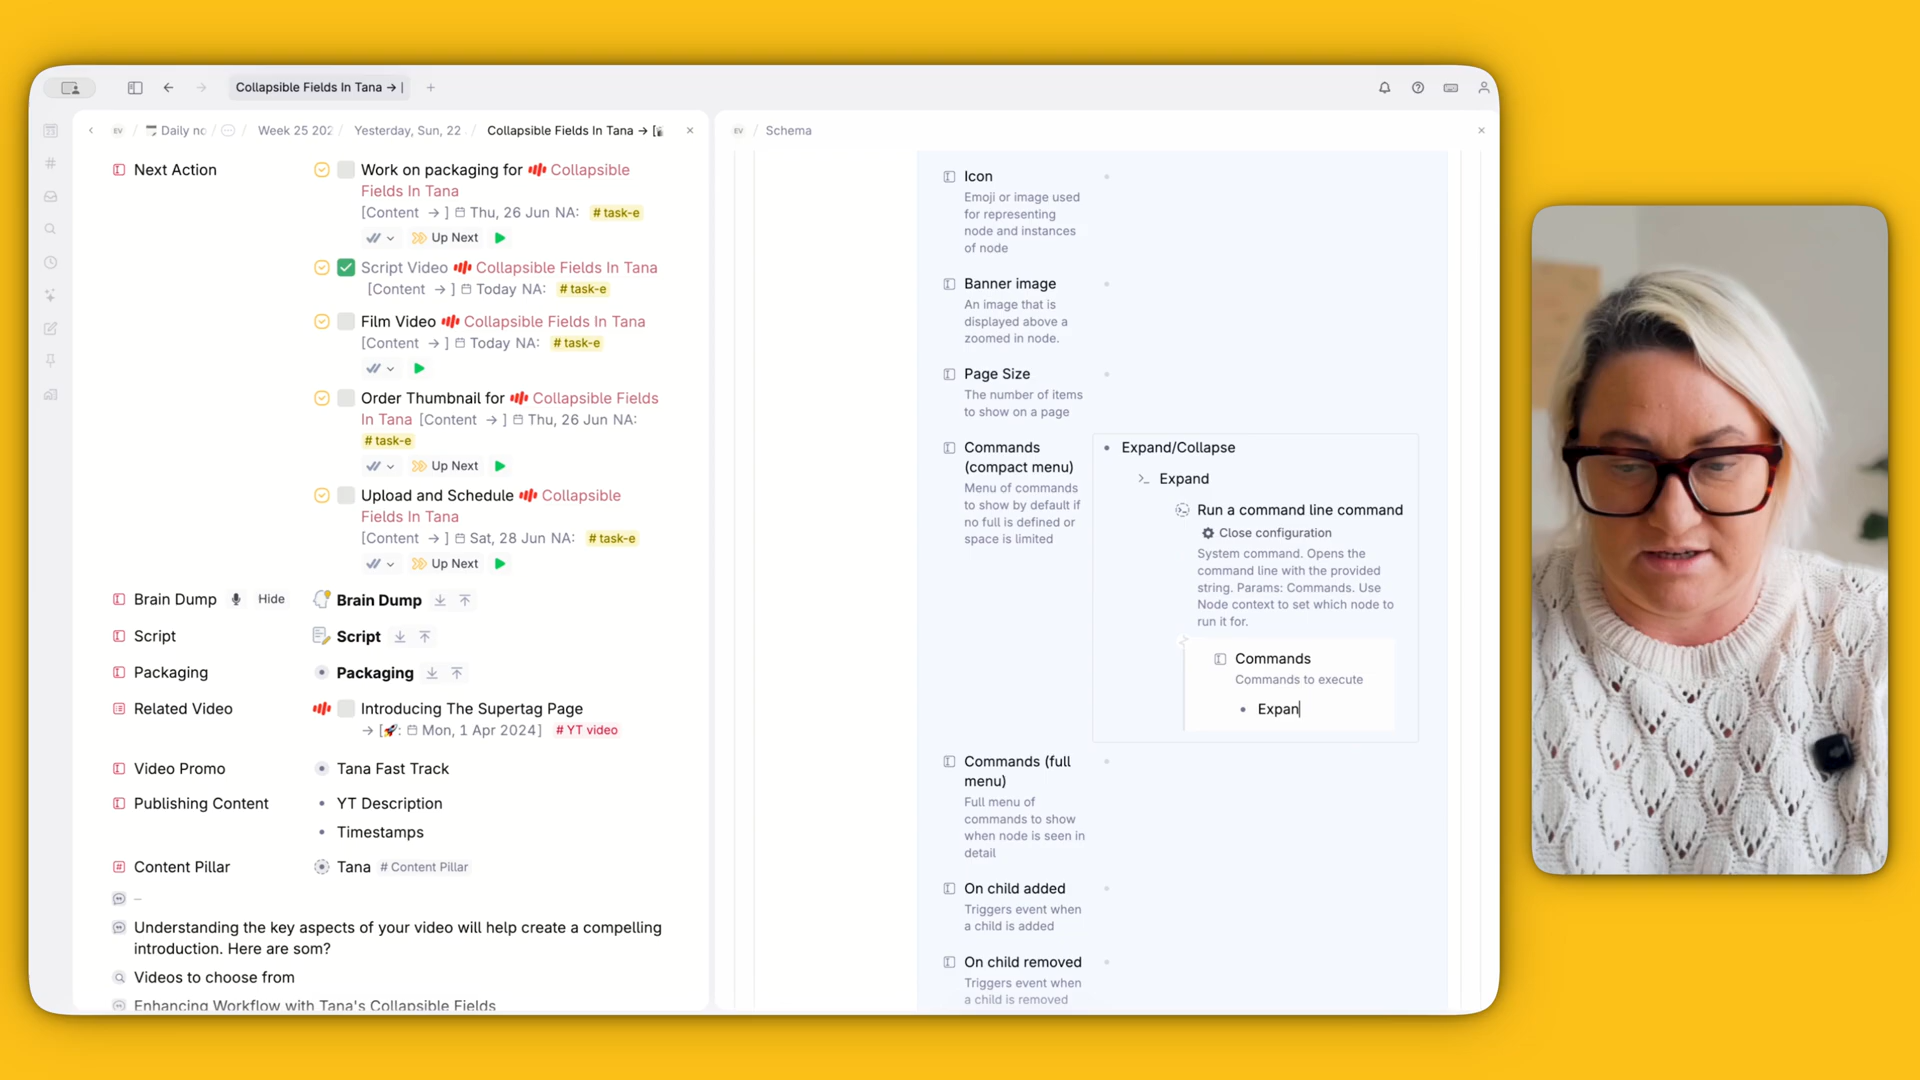 Collapsible Fields In Tana → |
EV / Daily no / Week 25 202 / Yesterday, Sun, 22 / Collapsible Fields In Tana → [
Next Action
Work on packaging for Collapsible
Fields In Tana
[Content → ] Thu, 26 Jun NA: # task-e
Up Next
Script Video Collapsible Fields In Tana
[Content → ] Today NA: # task-e
Film Video Collapsible Fields In Tana
[Content → ] Today NA: # task-e
Order Thumbnail for Collapsible Fields
In Tana [Content → ] Thu, 26 Jun NA:
# task-e
Up Next
Upload and Schedule Collapsible
Fields In Tana
[Content → ] Sat, 28 Jun NA: # task-e
Up Next
Brain Dump Hide Brain Dump
Script Script
Packaging Packaging
Related Video Introducing The Supertag Page
→ [🚀: Mon, 1 Apr 2024] # YT video
Video Promo Tana Fast Track
Publishing Content YT Description
Timestamps
Content Pillar Tana # Content Pillar
–
Understanding the key aspects of your video will help create a compelling
introduction. Here are som?
Videos to choose from
Enhancing Workflow with Tana's Collapsible Fields
EV / Schema
Icon
Emoji or image used
for representing
node and instances
of node
Banner image
An image that is
displayed above a
zoomed in node.
Page Size
The number of items
to show on a page
Commands
(compact menu)
Menu of commands
to show by default if
no full is defined or
space is limited
Expand/Collapse
>_ Expand
Run a command line command
Close configuration
System command. Opens the
command line with the provided
string. Params: Commands. Use
Node context to set which node to
run it for.
Commands
Commands to execute
Expan
Commands (full
menu)
Full menu of
commands to show
when node is seen in
detail
On child added
Triggers event when
a child is added
On child removed
Triggers event when
a child is removed